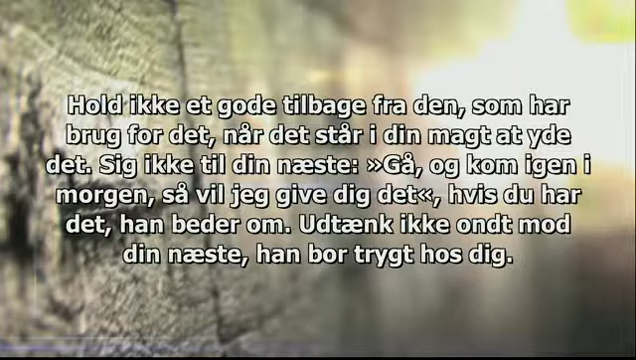 Hold ikke et gode tilbage fra den, som har
brug for det, når det står i din magt at yde
det. Sig ikke til din næste: »Gå, og kom igen i
morgen, så vil jeg give dig det«, hvis du har
det, han beder om. Udtænk ikke ondt mod
din næste, han bor trygt hos dig.